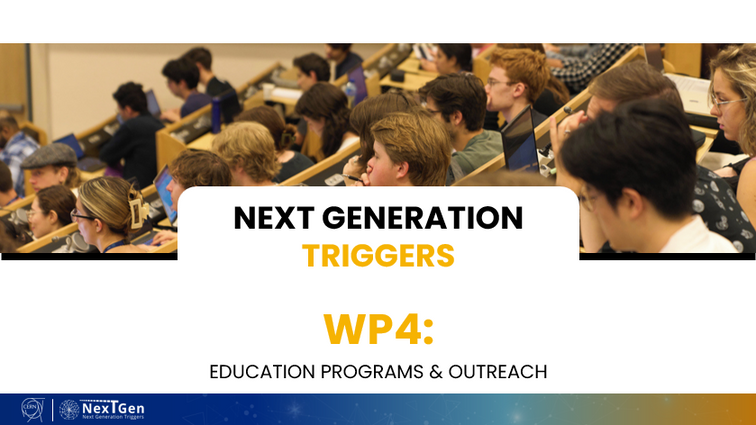 NEXT GENERATION
TRIGGERS
WP4:
EDUCATION PROGRAMS & OUTREACH
CERN
NexTGen
Next Generation Triggers